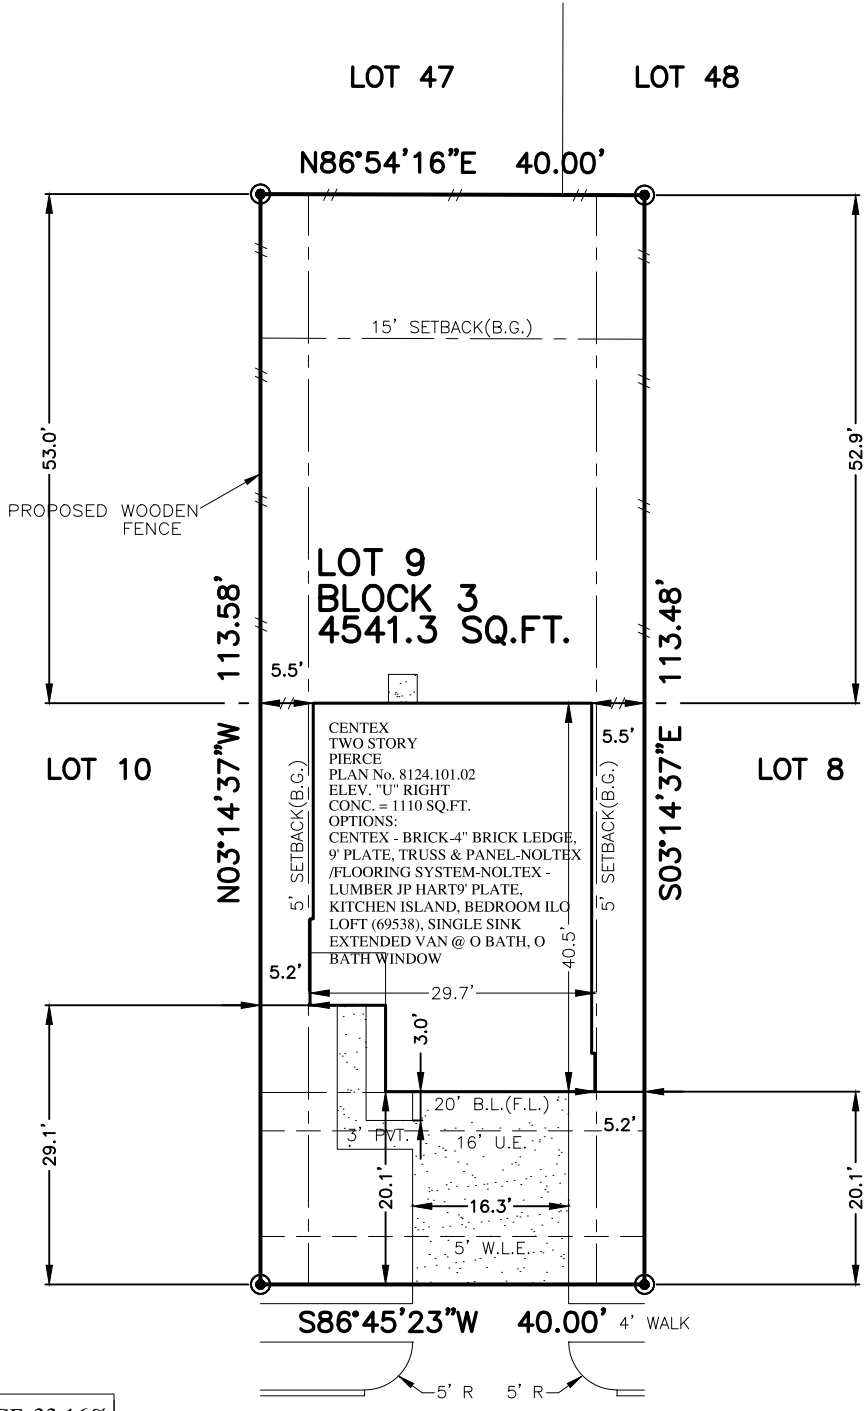 LOT 47
LOT 48
N86°54'16"E 40.00'
15' SETBACK(B.G.)
53.0'
52.9'
PROPOSED WOODEN
FENCE
LOT 9
BLOCK 3
4541.3 SQ.FT.
N03°14'37"W 113.58'
S03°14'37"E 113.48'
5.5'
5.5'
LOT 10
LOT 8
5' SETBACK(B.G.)
5' SETBACK(B.G.)
CENTEX
TWO STORY
PIERCE
PLAN No. 8124.101.02
ELEV. "U" RIGHT
CONC. = 1110 SQ.FT.
OPTIONS:
CENTEX - BRICK-4" BRICK LEDGE,
9' PLATE, TRUSS & PANEL-NOLTEX
/FLOORING SYSTEM-NOLTEX -
LUMBER JP HART9' PLATE,
KITCHEN ISLAND, BEDROOM ILO
LOFT (69538), SINGLE SINK
EXTENDED VAN @ O BATH, O
BATH WINDOW
40.5'
5.2'
29.7'
3.0'
20' B.L.(F.L.)
5.2'
3' PVT.
16' U.E.
29.1'
20.1'
20.1'
16.3'
5' W.L.E.
S86°45'23"W 40.00'
4' WALK
5' R
5' R